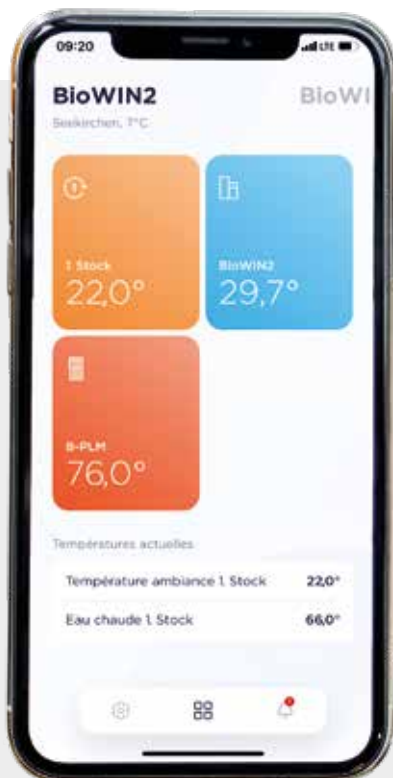 09:20
LTE
BioWIN2 BioWI
Seekirchen, 7°C
1 Stock
22,0°
BioWIN2
29,7°
B-PLM
76,0°
Températures actuelles
Température ambiance 1. Stock 22,0°
Eau chaude 1. Stock 66,0°